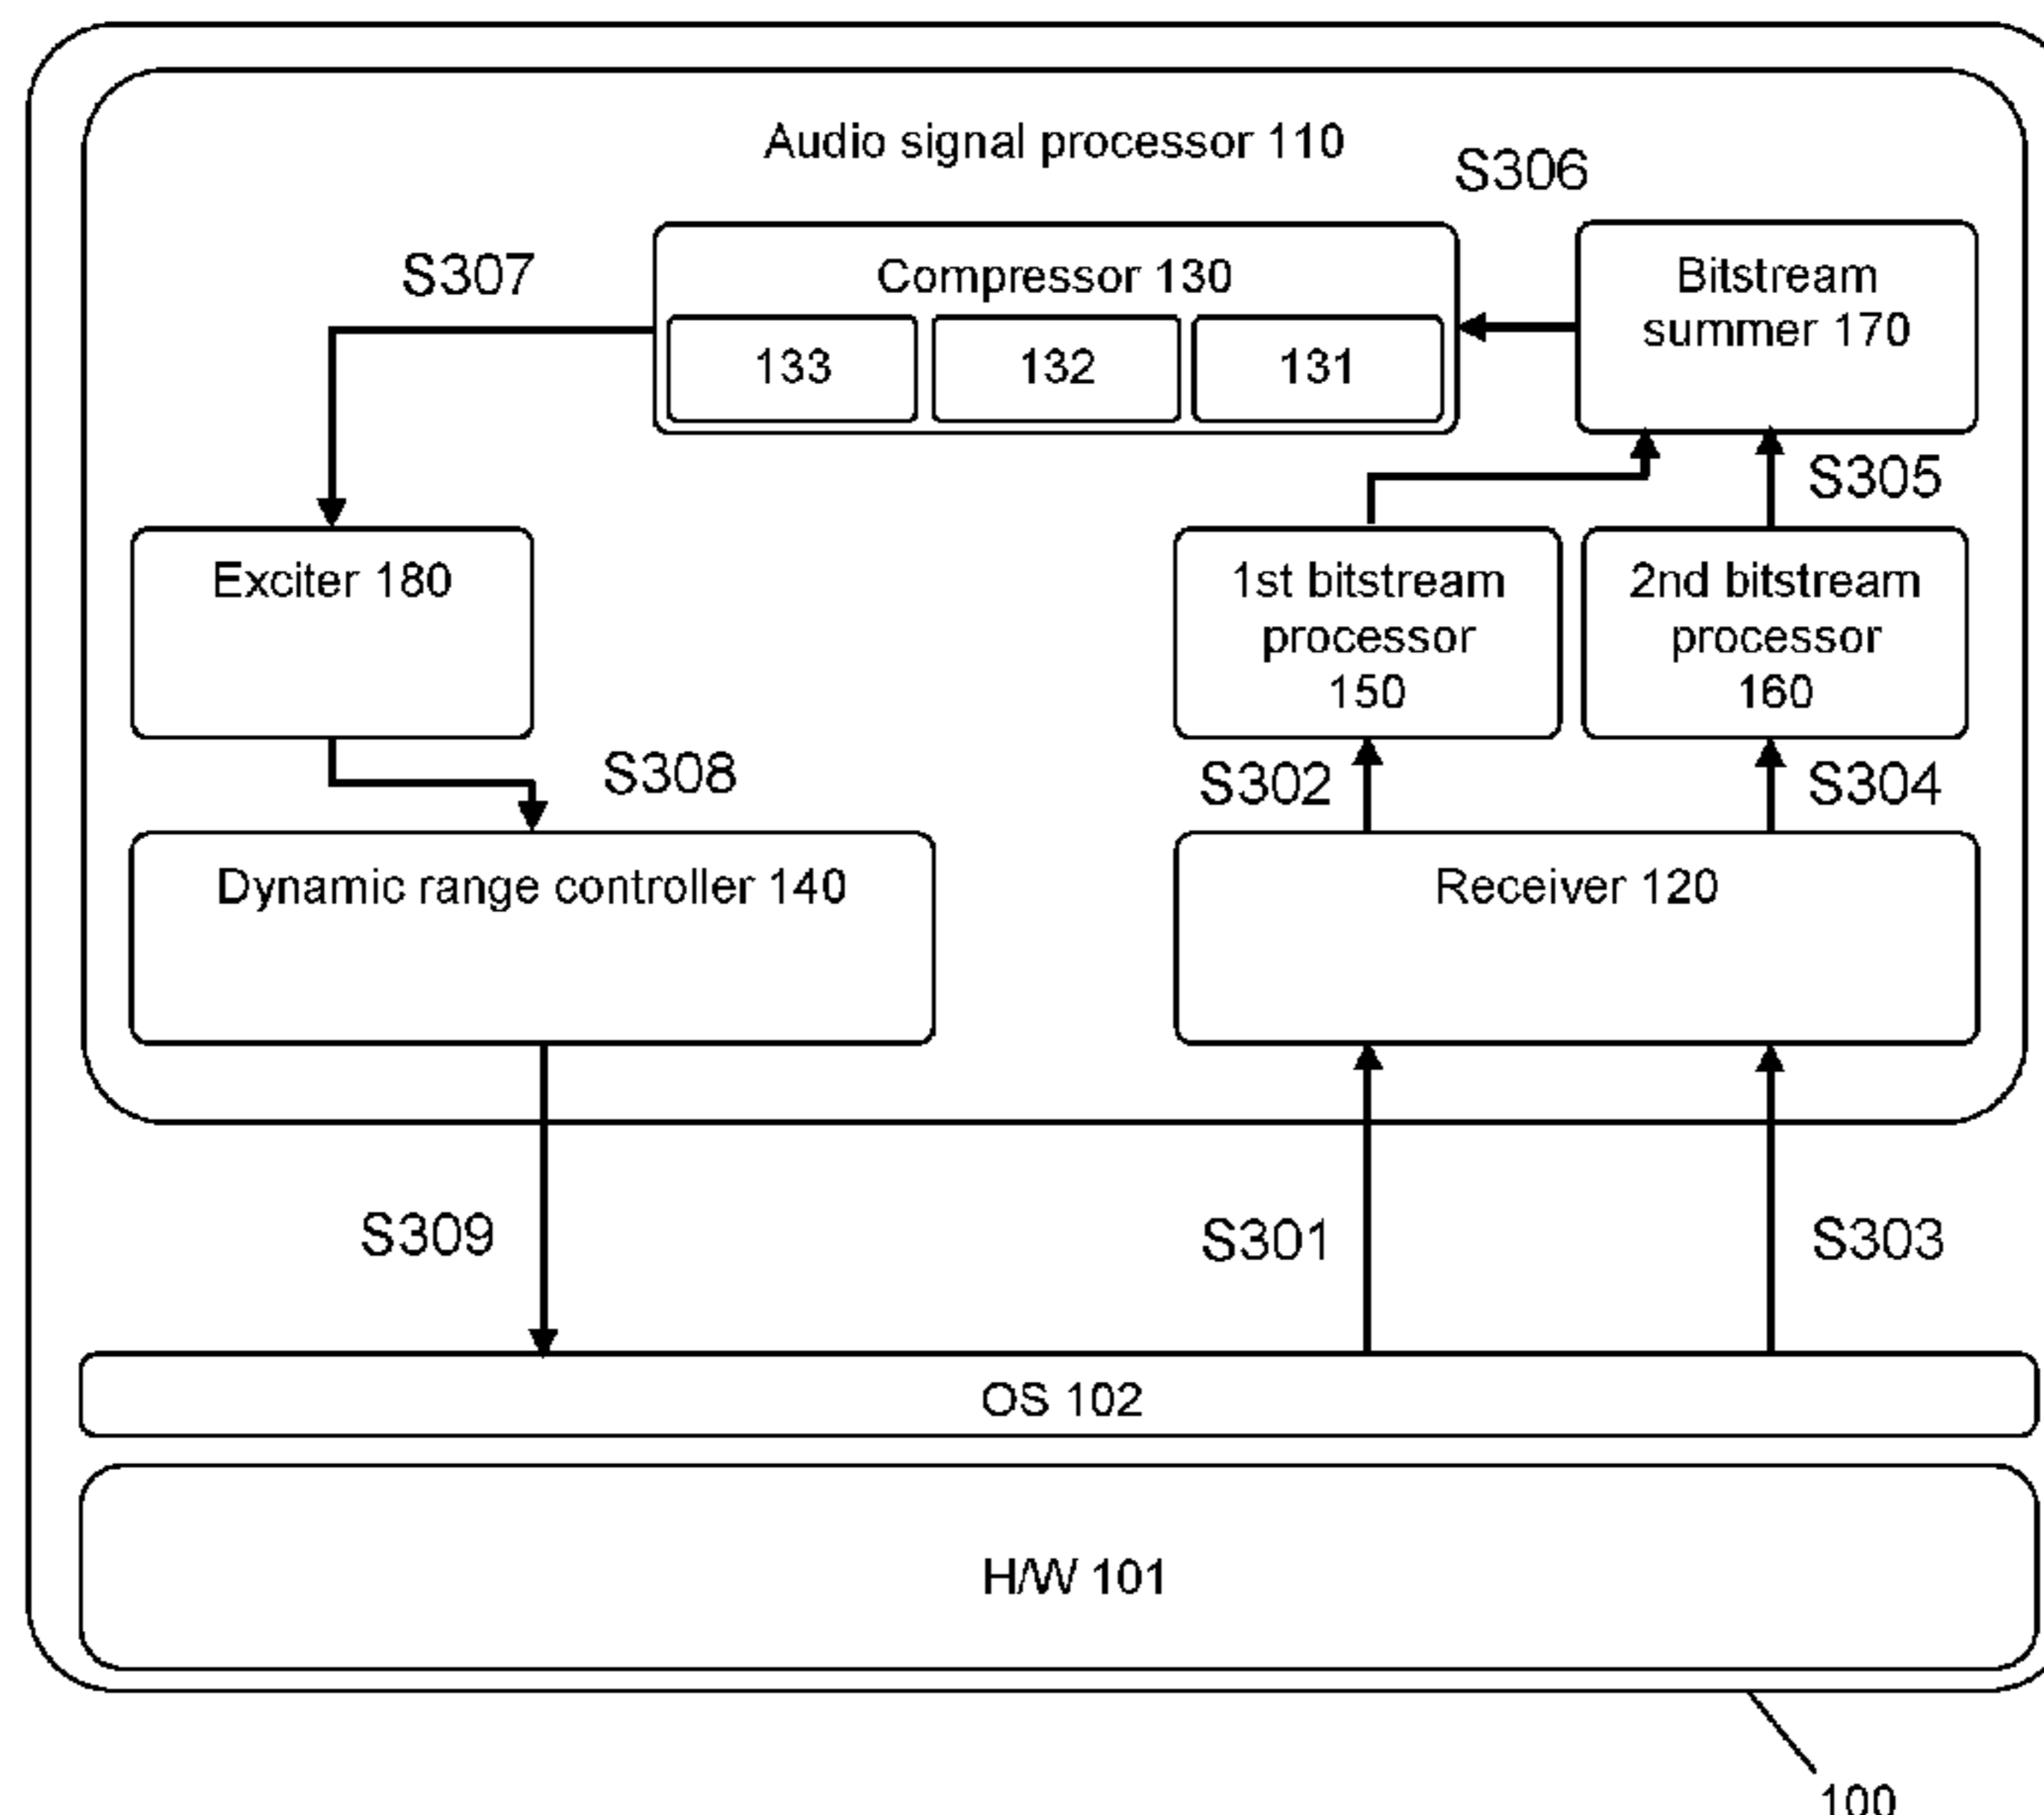 Audio signal processor 110
S306
S307
Compressor 130
133
132
131
Bitstream
summer 170
S305
Exciter 180
1st bitstream
processor
150
2nd bitstream
processor
160
S308
S302
S304
Dynamic range controller 140
Receiver 120
S309
S301
S303
OS 102
H/W 101
100